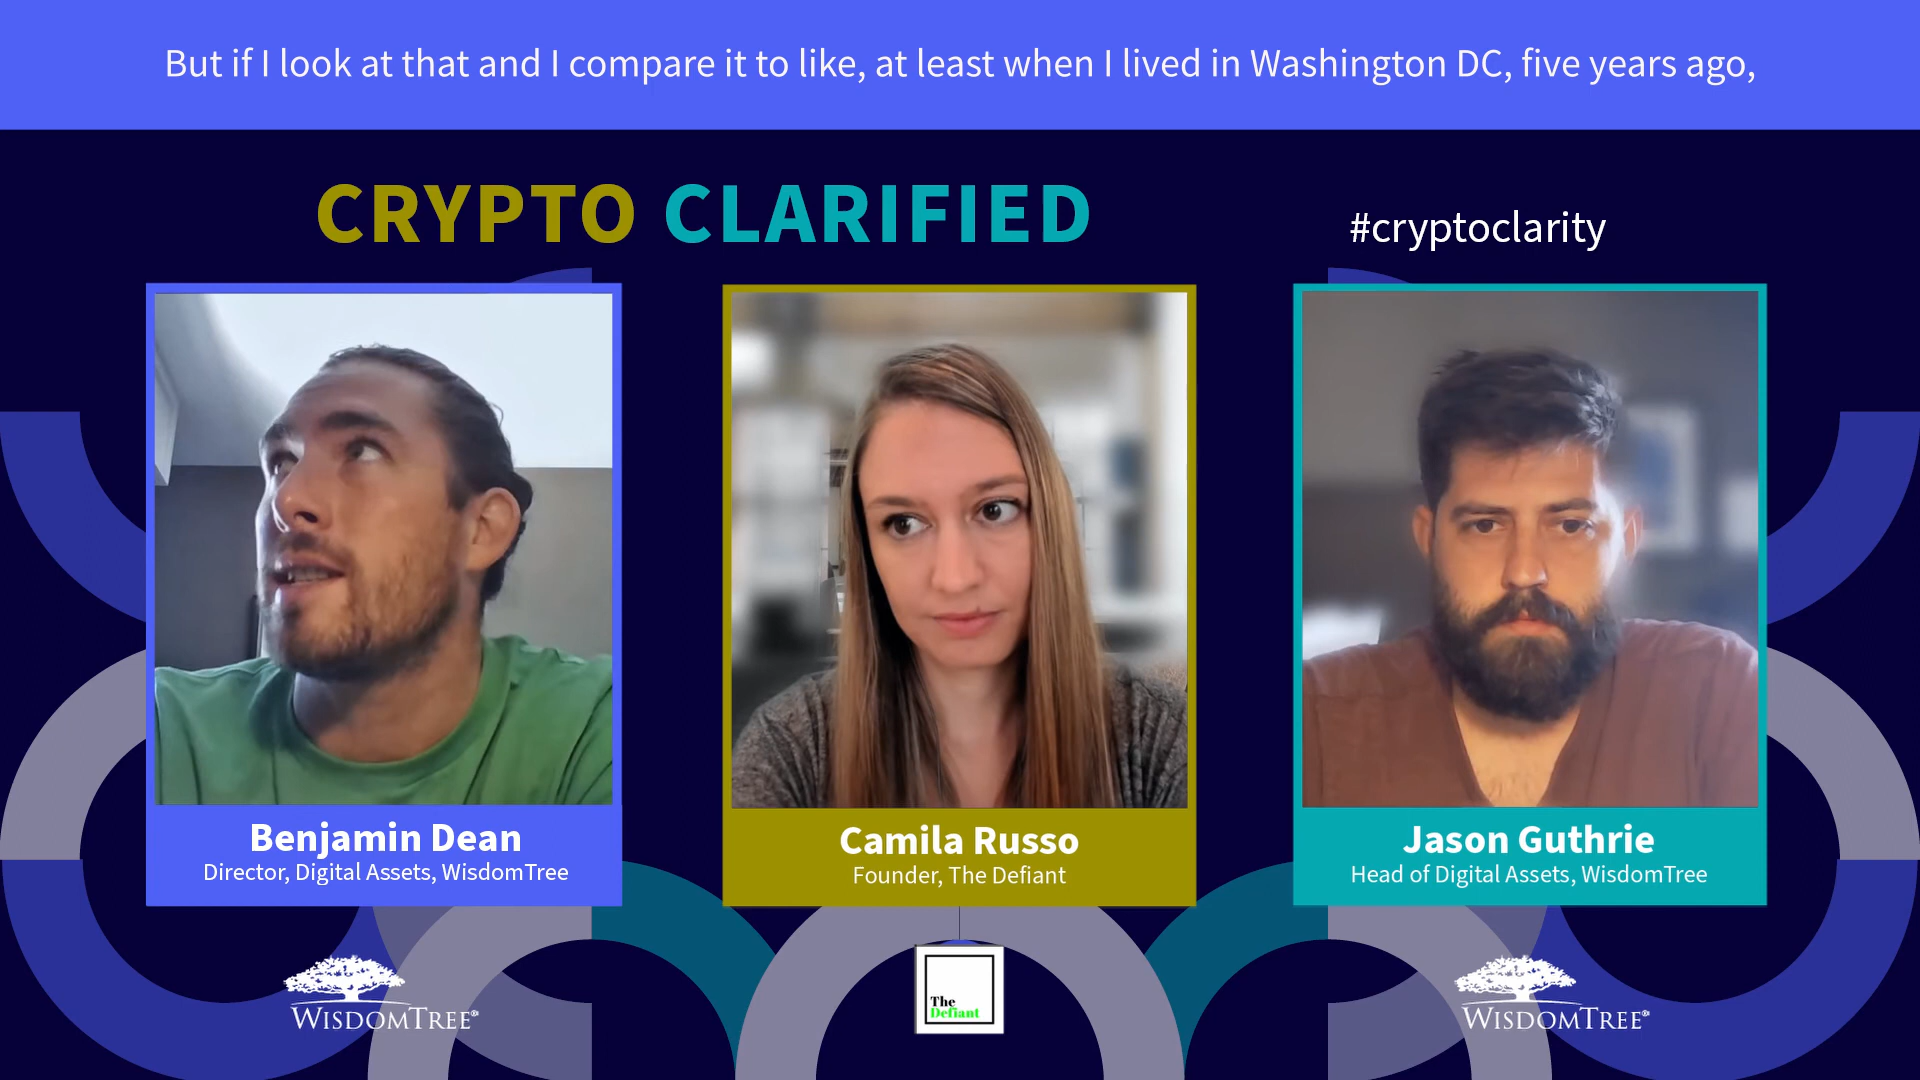 But if I look at that and I compare it to like, at least when I lived in Washington DC, five years ago,
CRYPTO CLARIFIED
#cryptoclarity
Benjamin Dean
Director, Digital Assets, WisdomTree
Camila Russo
Founder, The Defiant
Jason Guthrie
Head of Digital Assets, WisdomTree
WISDOMTREE®
The
Defiant
WISDOMTREE®